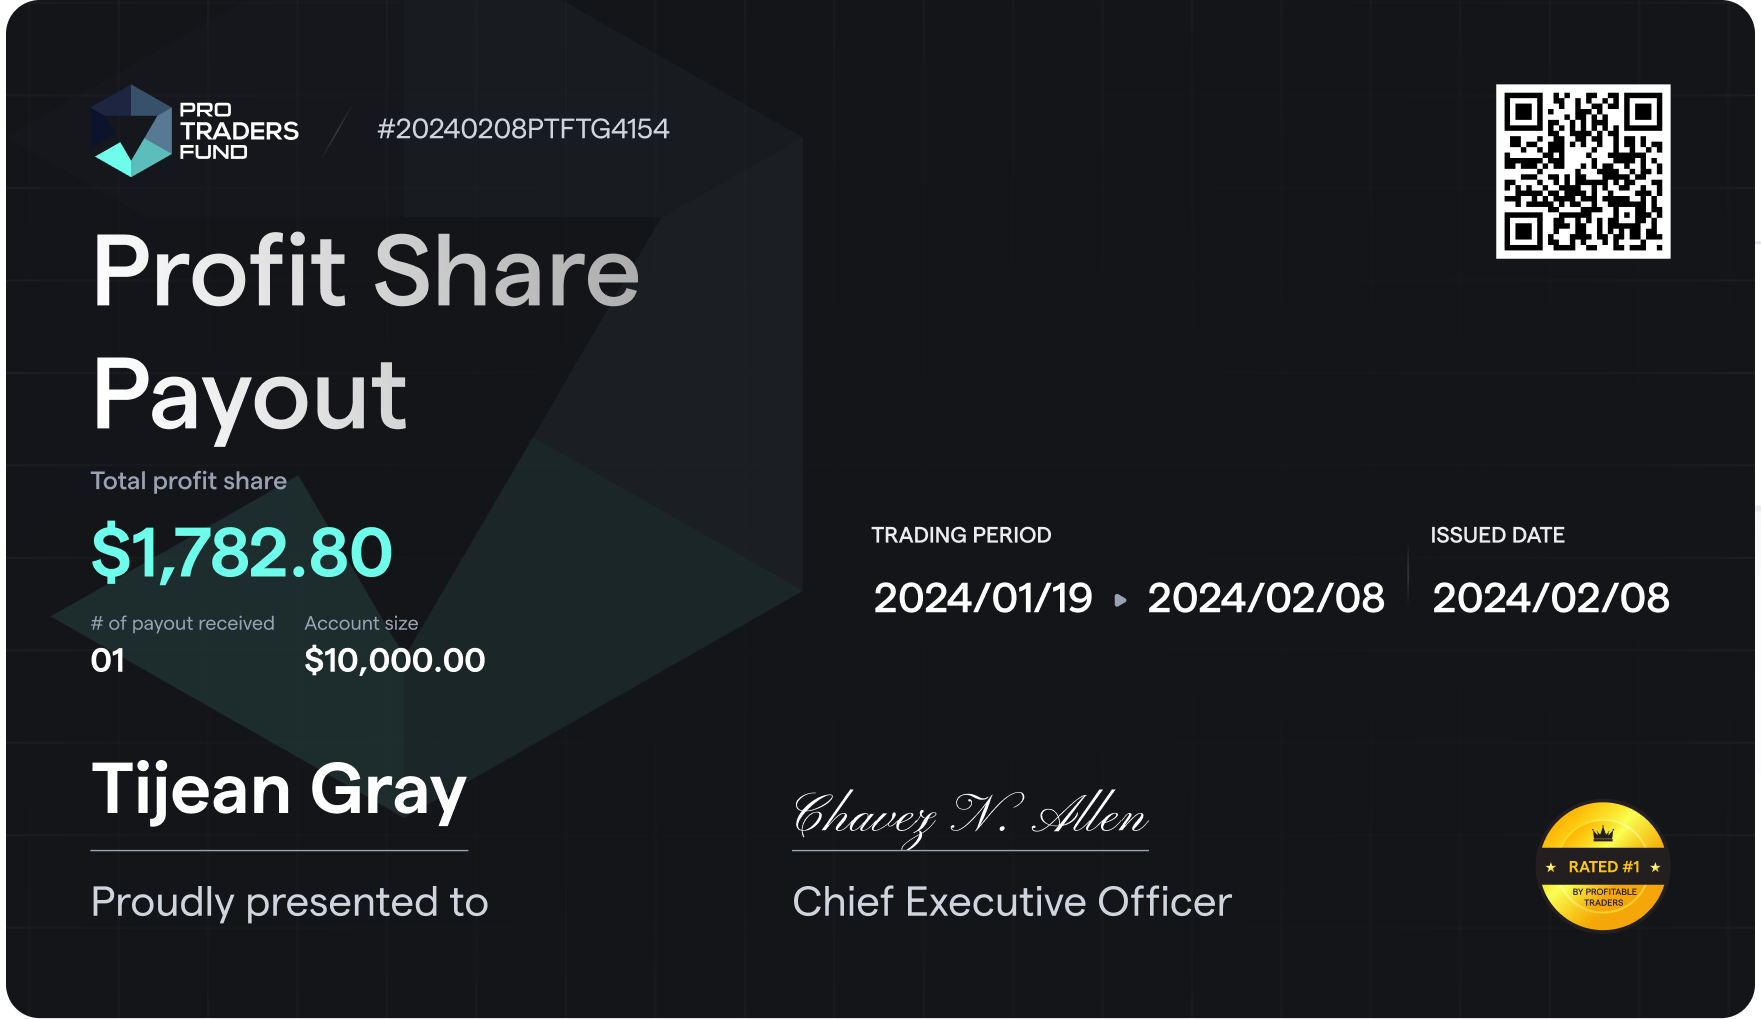 PRO
TRADERS
FUND
#20240208PTFTG4154
Profit Share
Payout
Total profit share
$1,782.80
# of payout received
01
Account size
$10,000.00
TRADING PERIOD
2024/01/19
2024/02/08
ISSUED DATE
2024/02/08
Tijean Gray
Proudly presented to
Chavez N. Allen
Chief Executive Officer
RATED #1
BY PROFITABLE
TRADERS